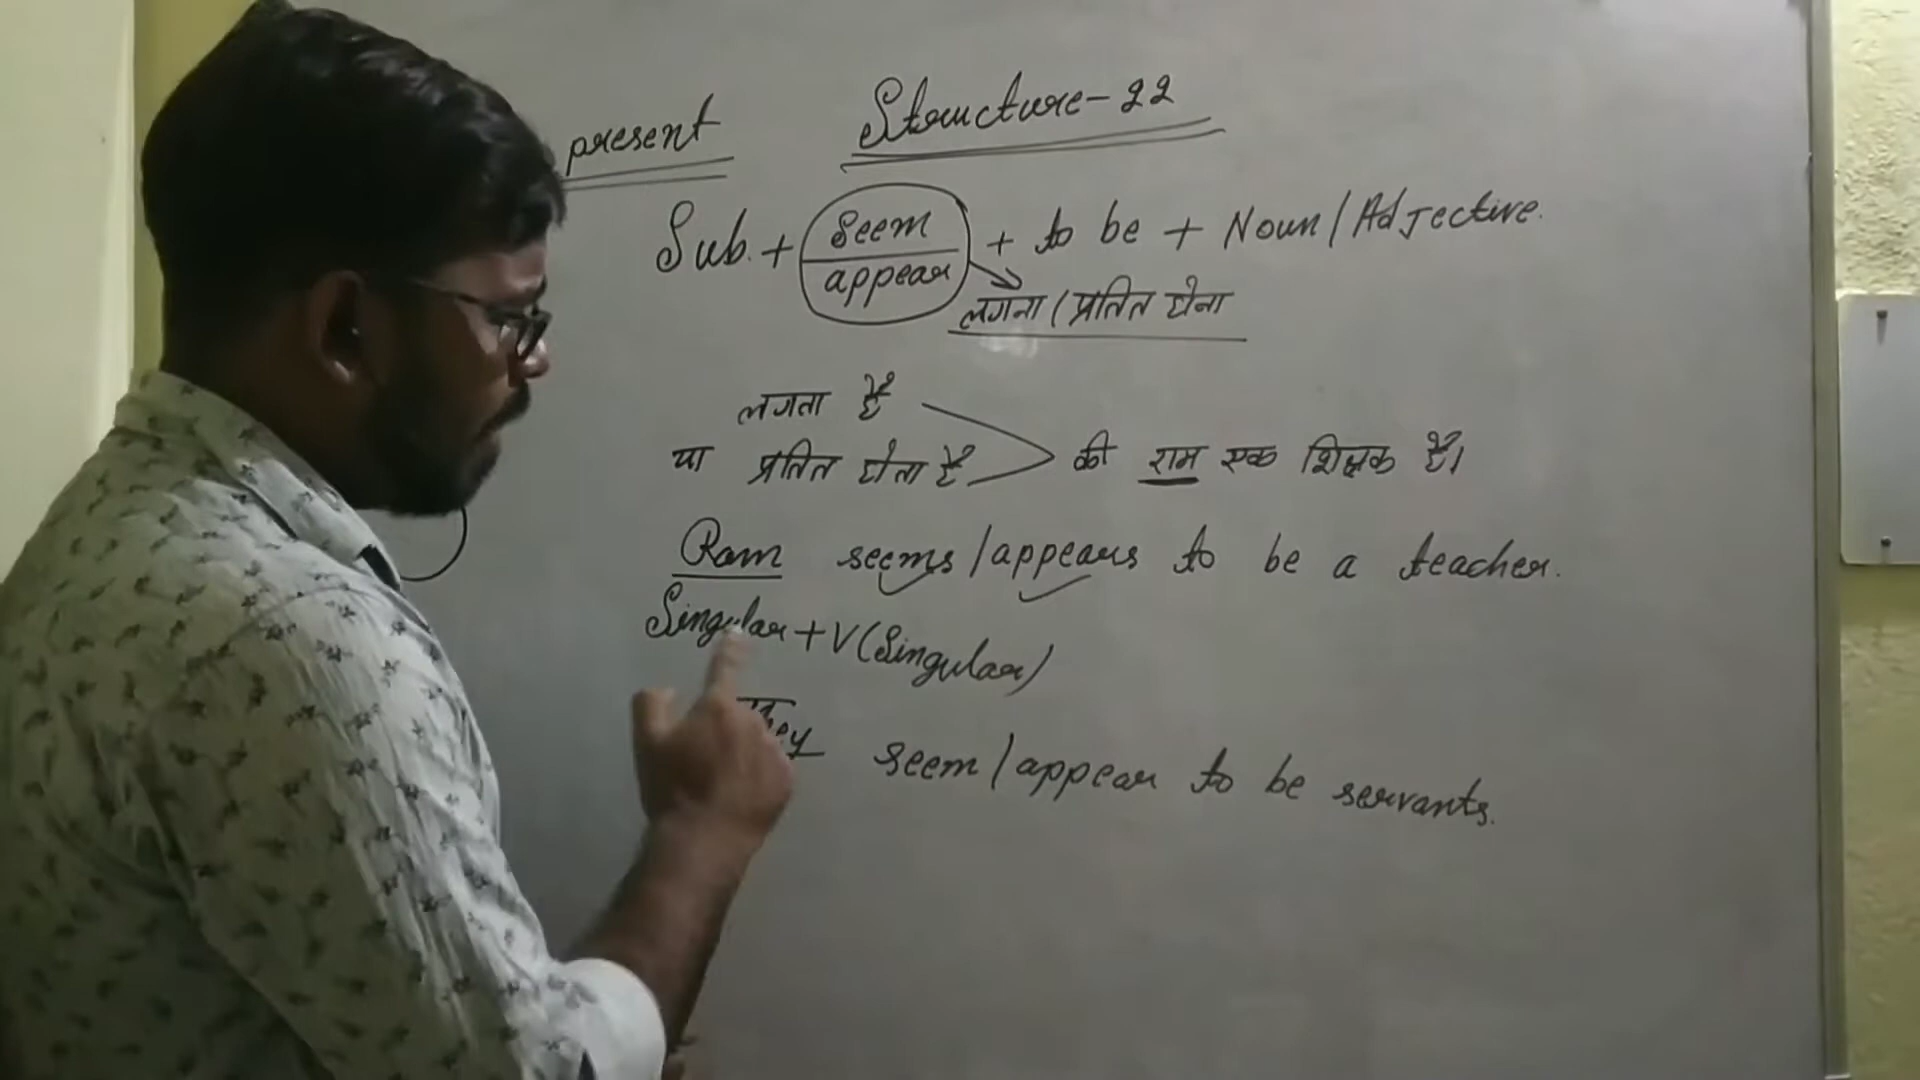 present Structure-22
Sub. + seem/appear + to be + Noun/Adjective.
लगना/प्रतित होना
लगता है
या प्रतित होता है की राम एक शिक्षक है।
Ram seems/appears to be a teacher.
Singular + V(Singular)
They seem/appear to be servants.